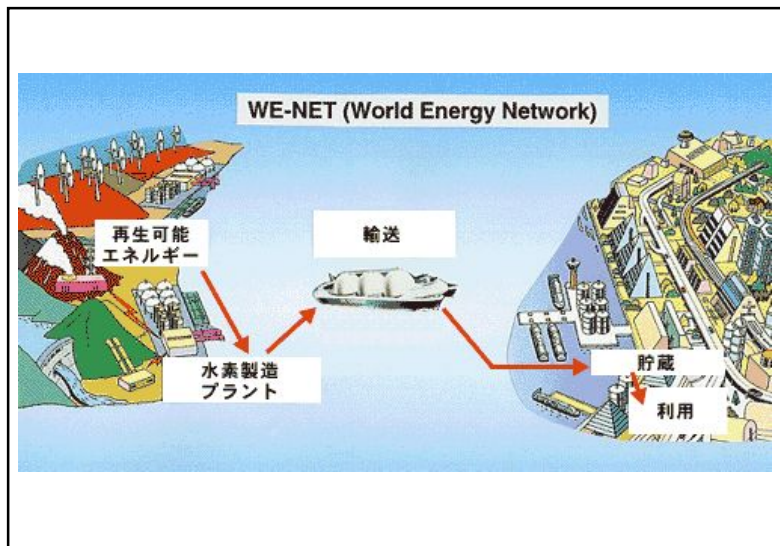 WE-NET (World Energy Network)
再生可能
エネルギー
輸送
水素製造
プラント
貯蔵
利用